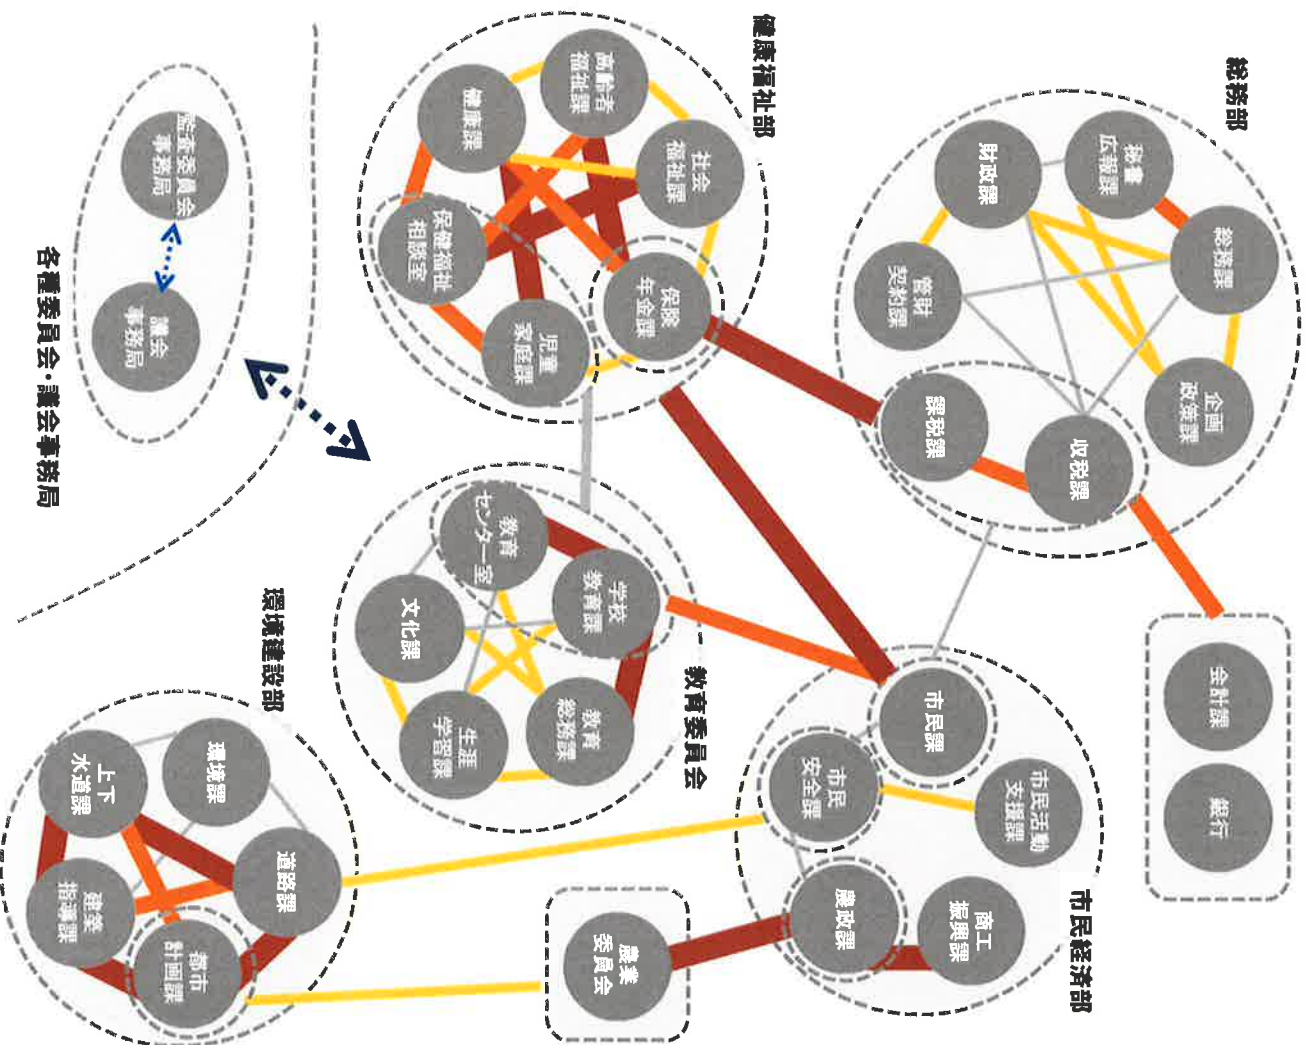 総務部
秘書
広報課
総務課
企画
政策課
財政課
管財
契約課
課税課
収税課
会計課
銀行
健康福祉部
高齢者
福祉課
社会
福祉課
保険
年金課
健康課
保健福祉
相談室
児童
家庭課
市民経済部
市民課
市民活動
支援課
市民
安全課
商工
振興課
農政課
農業
委員会
教育委員会
学校
教育課
教育
総務課
教育
センター室
文化課
生涯
学習課
環境建設部
環境課
道路課
上下
水道課
建築
指導課
都市
計画課
監査委員会
事務局
議会
事務局
各種委員会・議会事務局